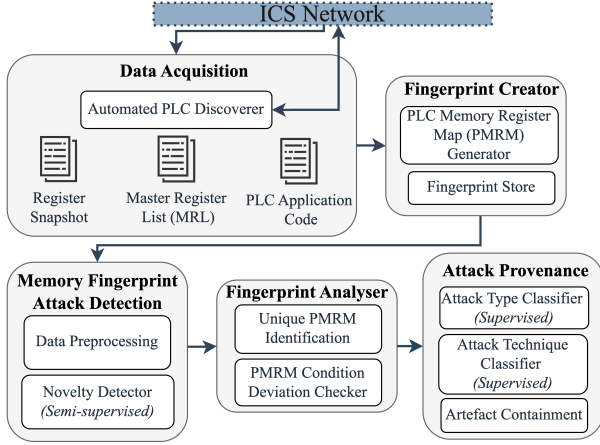 ICS Network
Data Acquisition
Automated PLC Discoverer
Register
Snapshot
Master Register
List (MRL)
PLC Application
Code
Fingerprint Creator
PLC Memory Register
Map (PMRM)
Generator
Fingerprint Store
Memory Fingerprint
Attack Detection
Data Preprocessing
Novelty Detector
(Semi-supervised)
Fingerprint Analyser
Unique PMRM
Identification
PMRM Condition
Deviation Checker
Attack Provenance
Attack Type Classifier
(Supervised)
Attack Technique
Classifier
(Supervised)
Artefact Containment